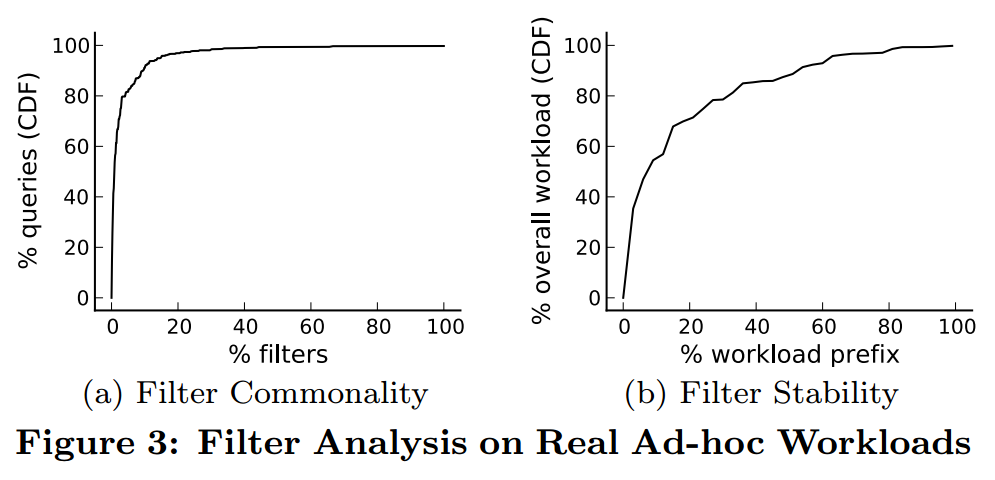 % queries (CDF)
100
80
60
40
20
0
0 20 40 60 80 100
% filters
(a) Filter Commonality
% overall workload (CDF)
100
80
60
40
20
0
0 20 40 60 80 100
% workload prefix
(b) Filter Stability
Figure 3: Filter Analysis on Real Ad-hoc Workloads